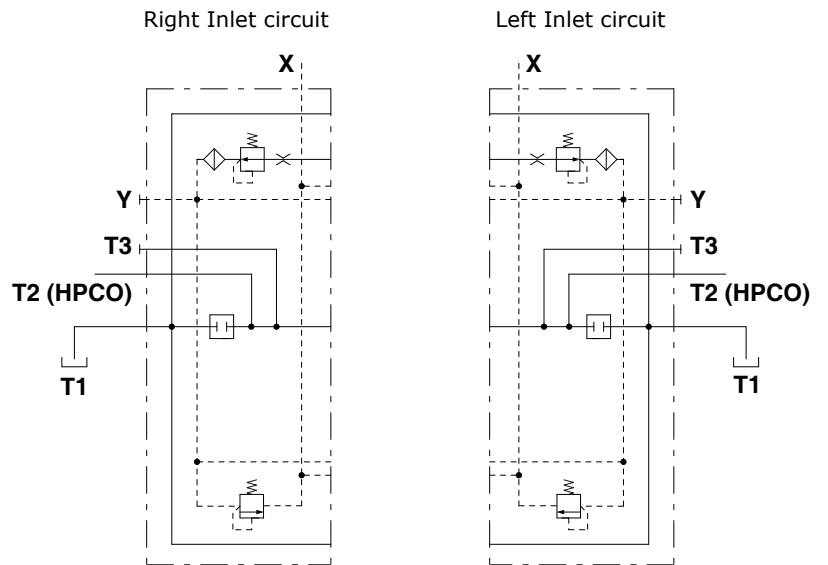 Right Inlet circuit
X
Y
T3
T2 (HPCO)
T1
Left Inlet circuit
X
Y
T3
T2 (HPCO)
T1